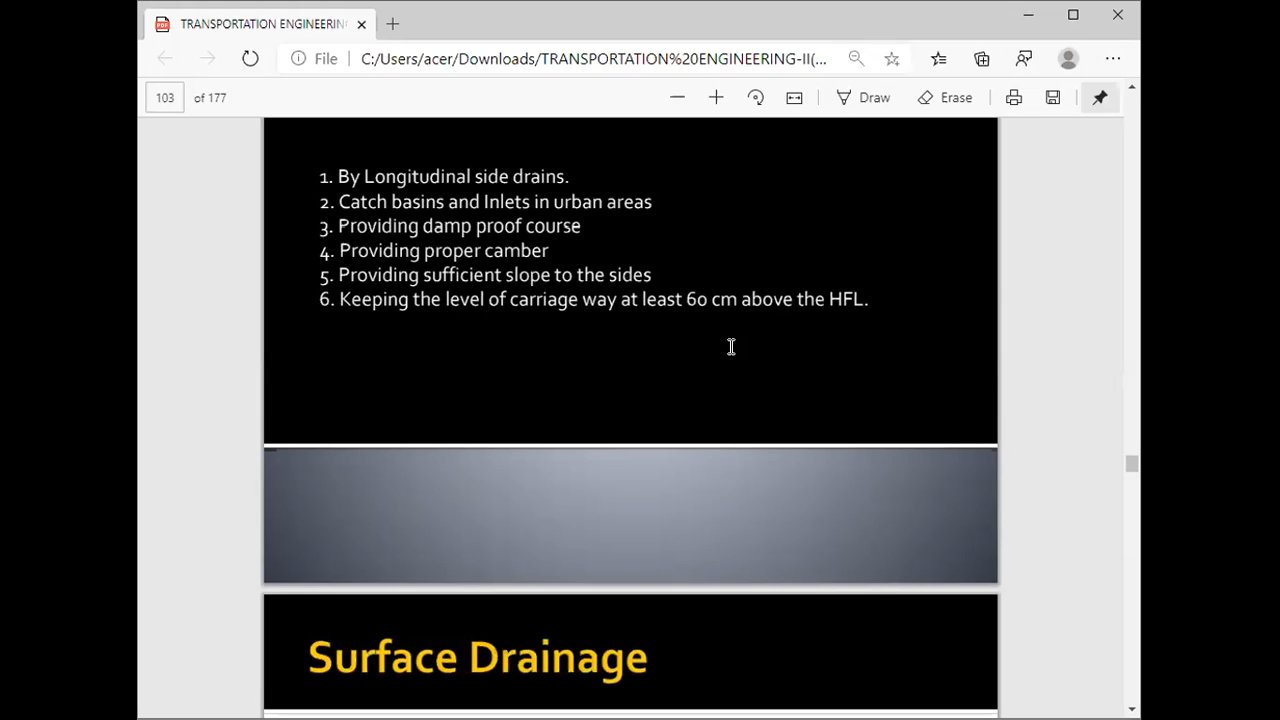 TRANSPORTATION ENGINEERIN
File
C:/Users/acer/Downloads/TRANSPORTATION%20ENGINEERING-II(...
103 of 177
Draw
Erase
1. By Longitudinal side drains.
2. Catch basins and Inlets in urban areas
3. Providing damp proof course
4. Providing proper camber
5. Providing sufficient slope to the sides
6. Keeping the level of carriage way at least 60 cm above the HFL.
Surface Drainage